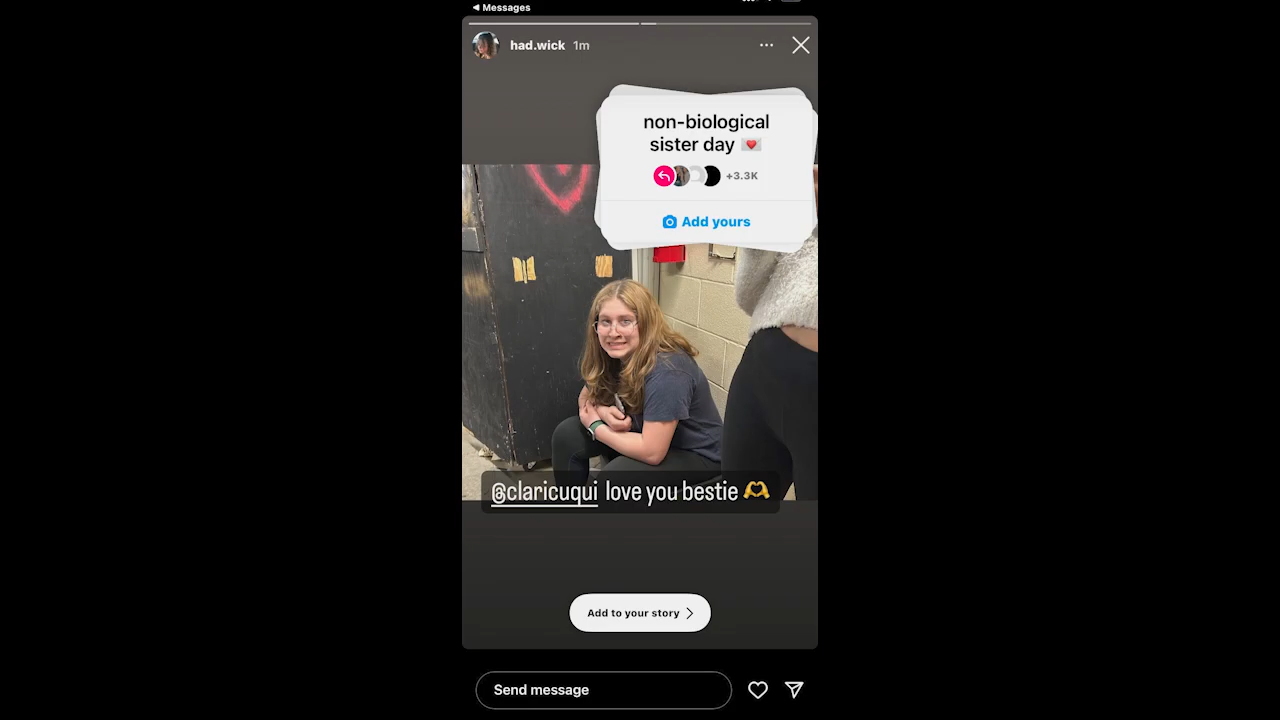 Messages
had.wick 1m
non-biological
sister day 💌
+3.3K
Add yours
@claricuqui love you bestie 🫶
Add to your story
Send message